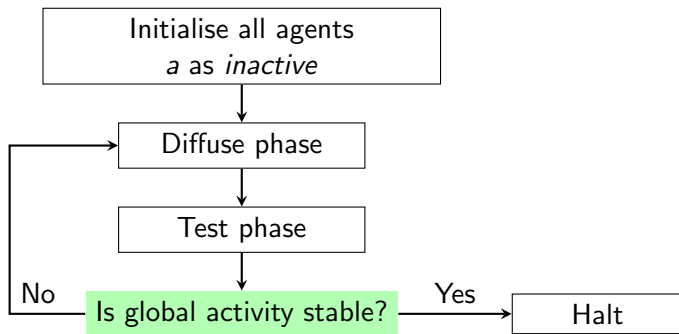 Initialise all agents
a as inactive
Diffuse phase
Test phase
No
Is global activity stable?
Yes
Halt